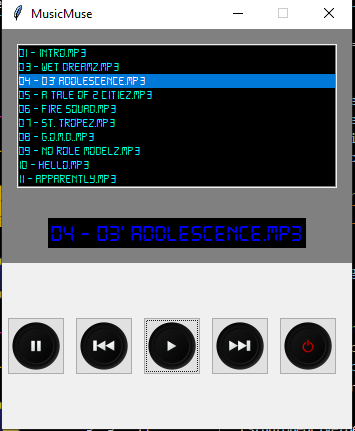 MusicMuse
01 - INTRO.MP3
03 - WET DREAMZ.MP3
04 - 03' ADOLESCENCE.MP3
05 - A TALE OF 2 CITIEZ.MP3
06 - FIRE SQUAD.MP3
07 - ST. TROPEZ.MP3
08 - G.O.M.D..MP3
09 - NO ROLE MODELZ.MP3
10 - HELLO.MP3
11 - APPARENTLY.MP3
04 - 03' ADOLESCENCE.MP3